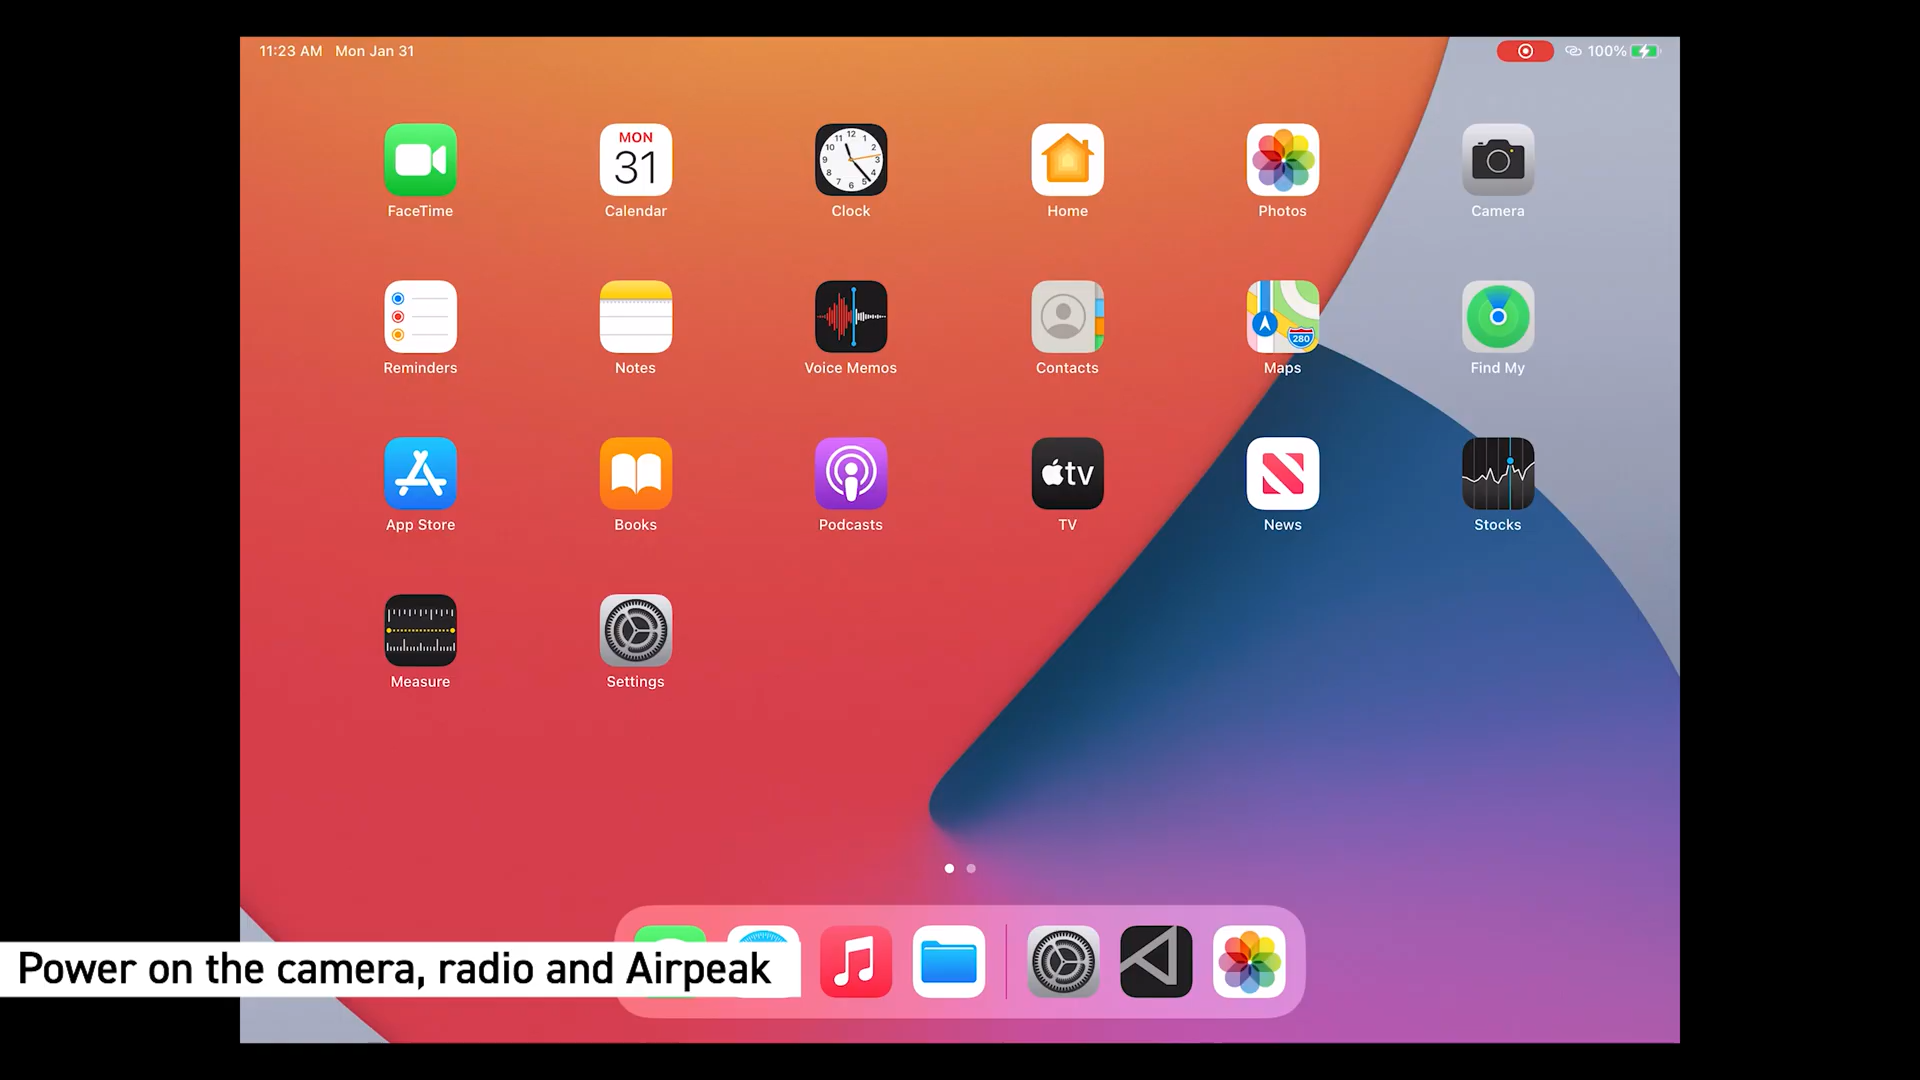 11:23 AM Mon Jan 31
100%
MON
31
FaceTime
Calendar
Clock
Home
Photos
Camera
280
Reminders
Notes
Voice Memos
Contacts
Maps
Find My
tv
App Store
Books
Podcasts
TV
News
Stocks
Measure
Settings
Power on the camera, radio and Airpeak